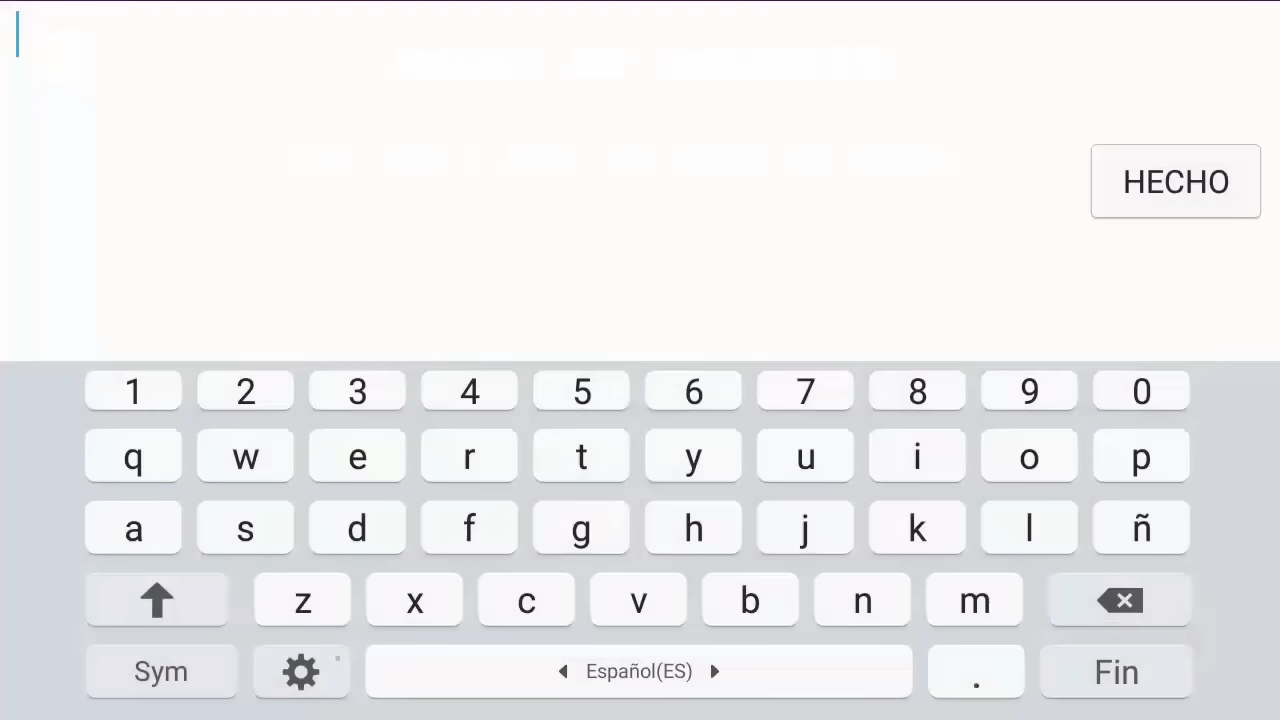 HECHO
1 2 3 4 5 6 7 8 9 0
q w e r t y u i o p
a s d f g h j k l ñ
z x c v b n m
Sym Español(ES) . Fin